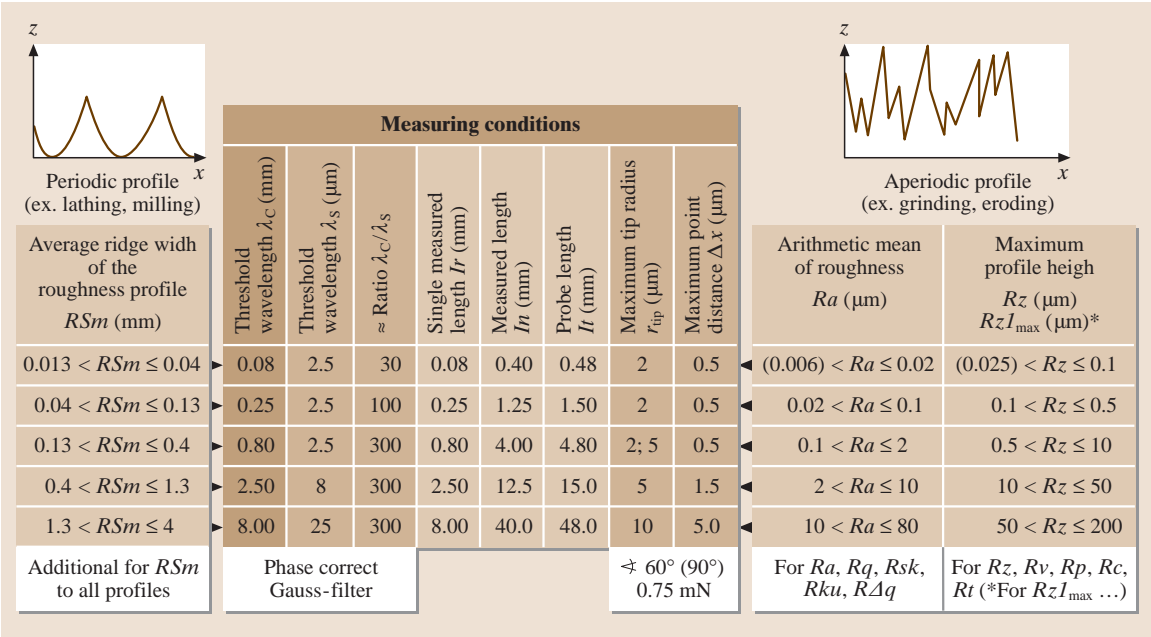 z
x
Periodic profile
(ex. lathing, milling)
z
x
Aperiodic profile
(ex. grinding, eroding)
Measuring conditions
Average ridge widh
of the
roughness profile
RSm (mm)
Threshold
wavelength λC (mm)
Threshold
wavelength λS (μm)
≈ Ratio λC/λS
Single measured
length Ir (mm)
Measured length
In (mm)
Probe length
It (mm)
Maximum tip radius
rtip (μm)
Maximum point
distance Δx (μm)
Arithmetic mean
of roughness
Ra (μm)
Maximum
profile heigh
Rz (μm)
Rz1max (μm)*
0.013 < RSm ≤ 0.04 0.08 2.5 30 0.08 0.40 0.48 2 0.5 (0.006) < Ra ≤ 0.02 (0.025) < Rz ≤ 0.1
0.04 < RSm ≤ 0.13 0.25 2.5 100 0.25 1.25 1.50 2 0.5 0.02 < Ra ≤ 0.1 0.1 < Rz ≤ 0.5
0.13 < RSm ≤ 0.4 0.80 2.5 300 0.80 4.00 4.80 2; 5 0.5 0.1 < Ra ≤ 2 0.5 < Rz ≤ 10
0.4 < RSm ≤ 1.3 2.50 8 300 2.50 12.5 15.0 5 1.5 2 < Ra ≤ 10 10 < Rz ≤ 50
1.3 < RSm ≤ 4 8.00 25 300 8.00 40.0 48.0 10 5.0 10 < Ra ≤ 80 50 < Rz ≤ 200
Additional for RSm
to all profiles
Phase correct
Gauss-filter
∢ 60° (90°)
0.75 mN
For Ra, Rq, Rsk,
Rku, RΔq
For Rz, Rv, Rp, Rc,
Rt (*For Rz1max …)